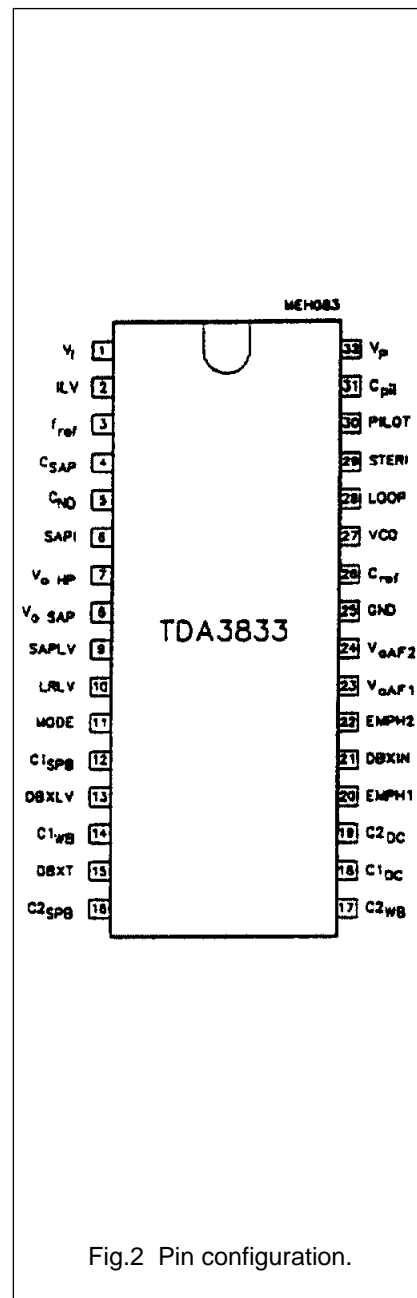 MEH083
V_I 1
ILV 2
f_ref 3
C_SAP 4
C_ND 5
SAPI 6
V_o HP 7
V_o SAP 8
SAPLV 9
LRLV 10
MODE 11
C1_SPB 12
DBXLV 13
C1_WB 14
DBXT 15
C2_SPB 16
TDA3833
V_P
31 C_pil
30 PILOT
29 STERI
28 LOOP
27 VCO
26 C_ref
25 GND
24 V_oAF2
23 V_oAF1
22 EMPH2
21 DBXIN
20 EMPH1
19 C2_DC
18 C1_DC
17 C2_WB
Fig.2 Pin configuration.